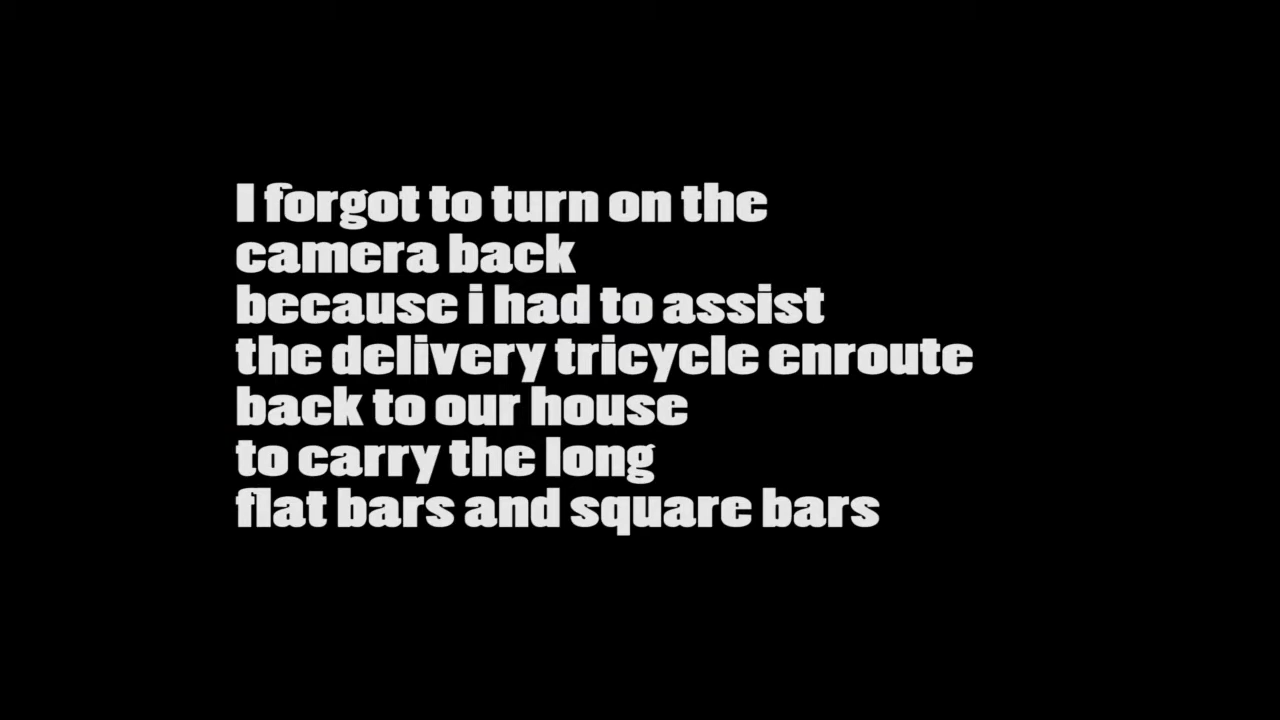 I forgot to turn on the
camera back
because i had to assist
the delivery tricycle enroute
back to our house
to carry the long
flat bars and square bars